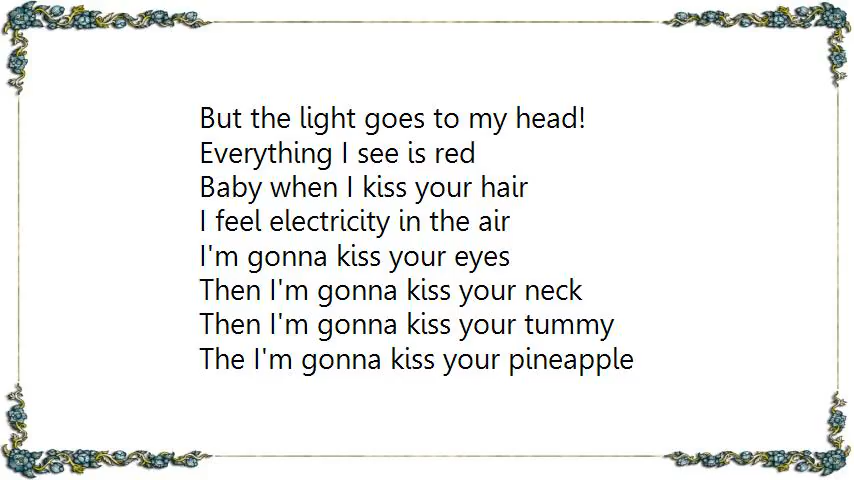 But the light goes to my head!
Everything I see is red
Baby when I kiss your hair
I feel electricity in the air
I'm gonna kiss your eyes
Then I'm gonna kiss your neck
Then I'm gonna kiss your tummy
The I'm gonna kiss your pineapple